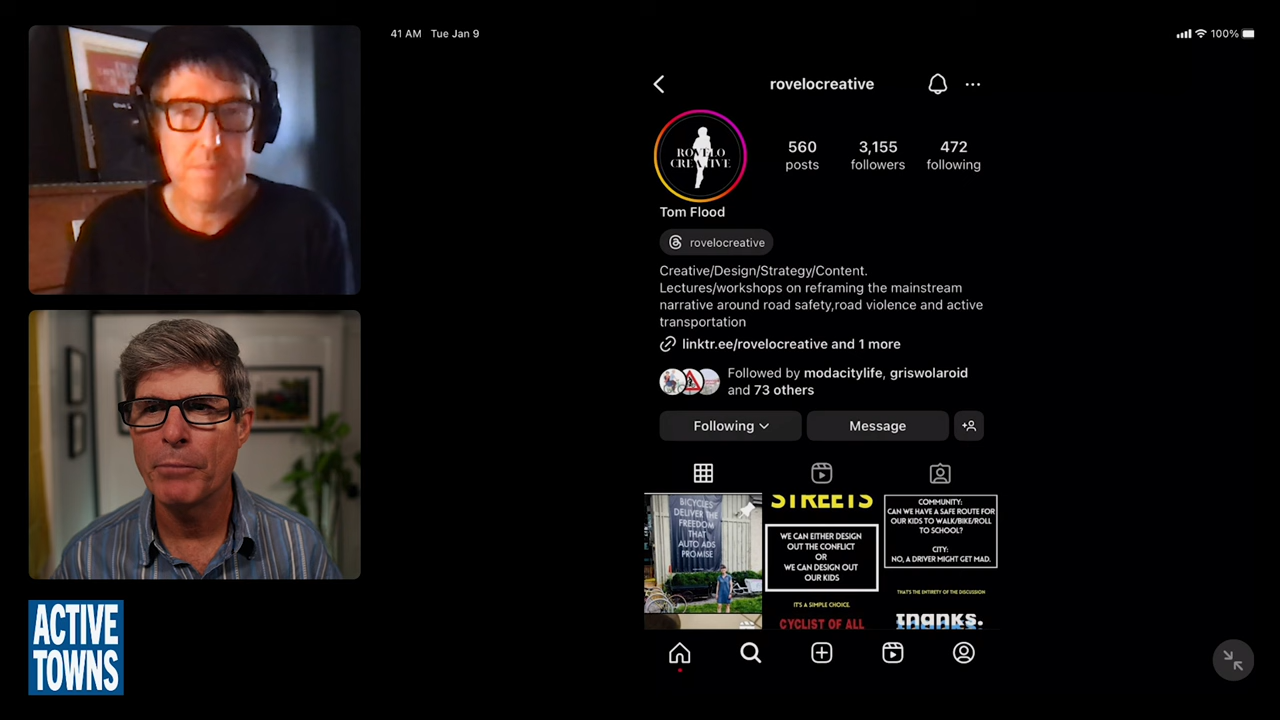 41 AM Tue Jan 9
100%
rovelocreative
ROVELO
CREATIVE
560
posts
3,155
followers
472
following
Tom Flood
rovelocreative
Creative/Design/Strategy/Content.
Lectures/workshops on reframing the mainstream
narrative around road safety,road violence and active
transportation
linktr.ee/rovelocreative and 1 more
Followed by modacitylife, griswolaroid
and 73 others
Following
Message
BICYCLES
DELIVER THE
FREEDOM
THAT
AUTO ADS
PROMISE
STREETS
WE CAN EITHER DESIGN
OUT THE CONFLICT
OR
WE CAN DESIGN OUT
OUR KIDS
IT'S A SIMPLE CHOICE.
CYCLIST OF ALL
COMMUNITY:
CAN WE HAVE A SAFE ROUTE FOR
OUR KIDS TO WALK/BIKE/ROLL
TO SCHOOL?
CITY:
NO, A DRIVER MIGHT GET MAD.
THAT'S THE ENTIRETY OF THE DISCUSSION
Thanks.
ACTIVE
TOWNS